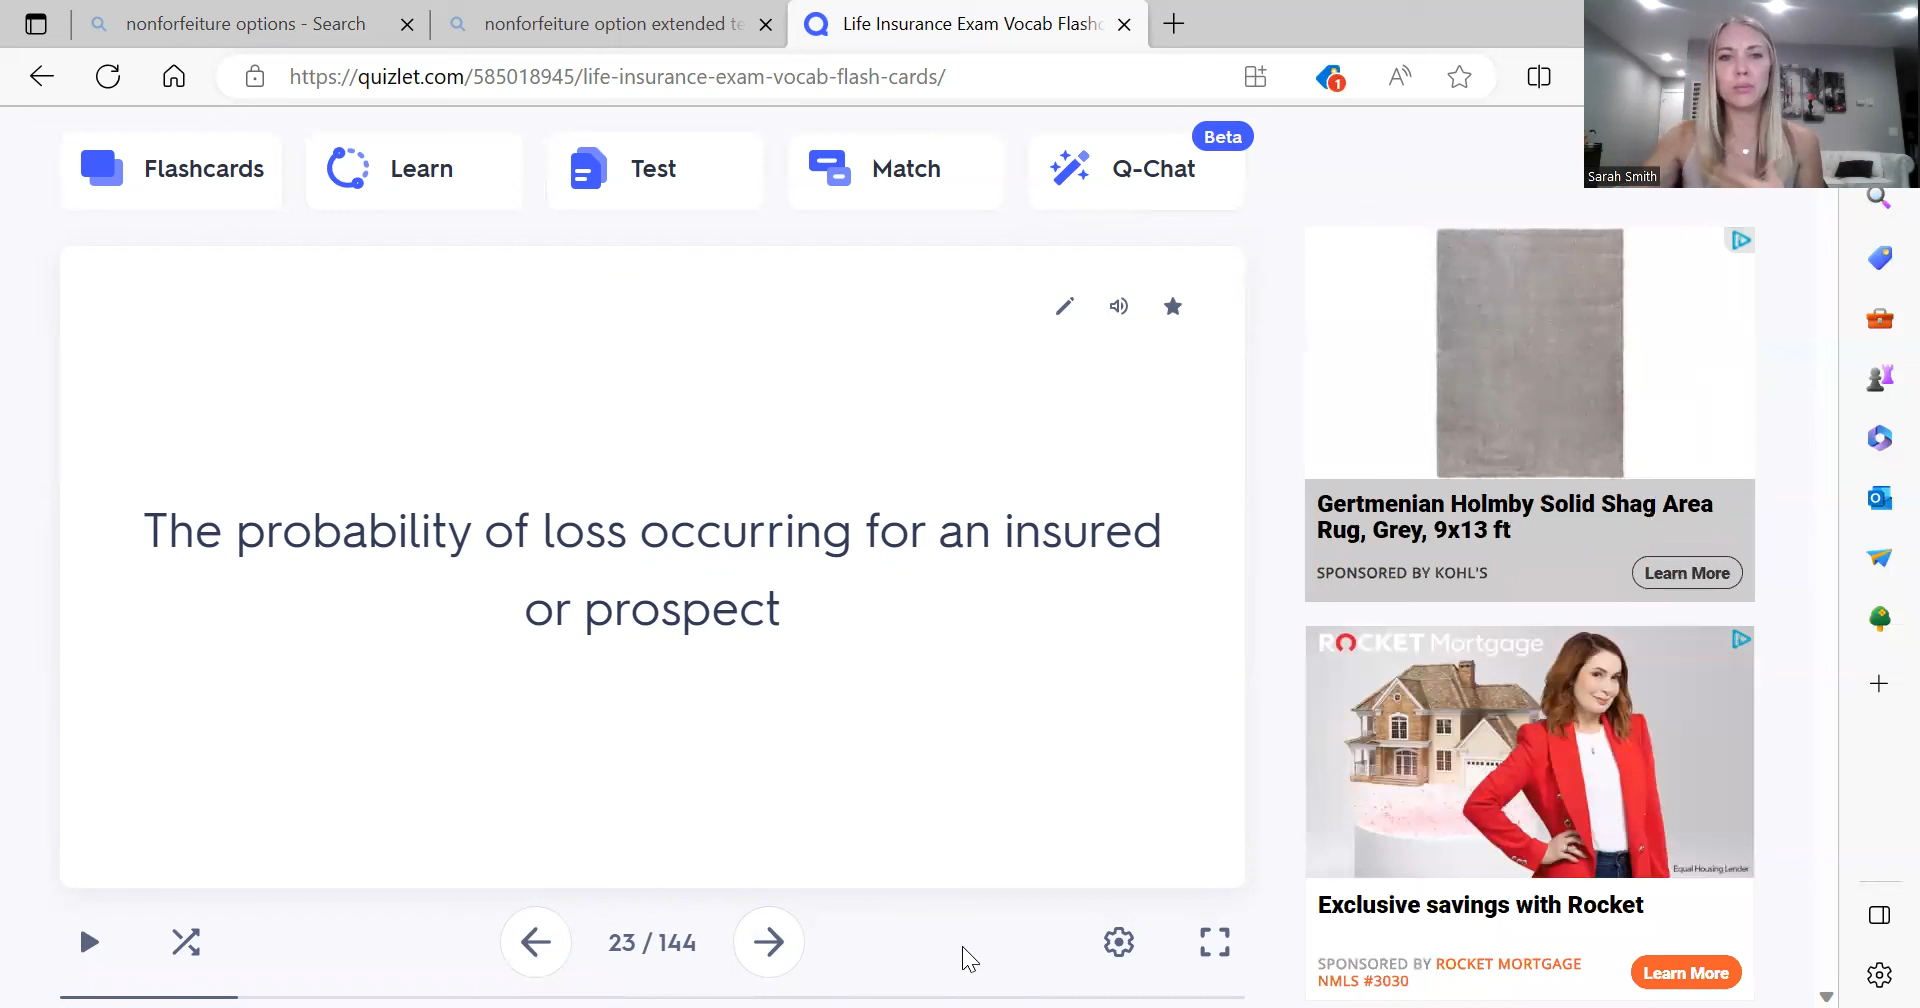 nonforfeiture options - Search
nonforfeiture option extended te
Life Insurance Exam Vocab Flashc
https://quizlet.com/585018945/life-insurance-exam-vocab-flash-cards/
1
Sarah Smith
Flashcards
Learn
Test
Match
Q-Chat
Beta
The probability of loss occurring for an insured
or prospect
23 / 144
Gertmenian Holmby Solid Shag Area
Rug, Grey, 9x13 ft
SPONSORED BY KOHL'S
Learn More
ROCKET Mortgage
Equal Housing Lender
Exclusive savings with Rocket
SPONSORED BY ROCKET MORTGAGE
NMLS #3030
Learn More